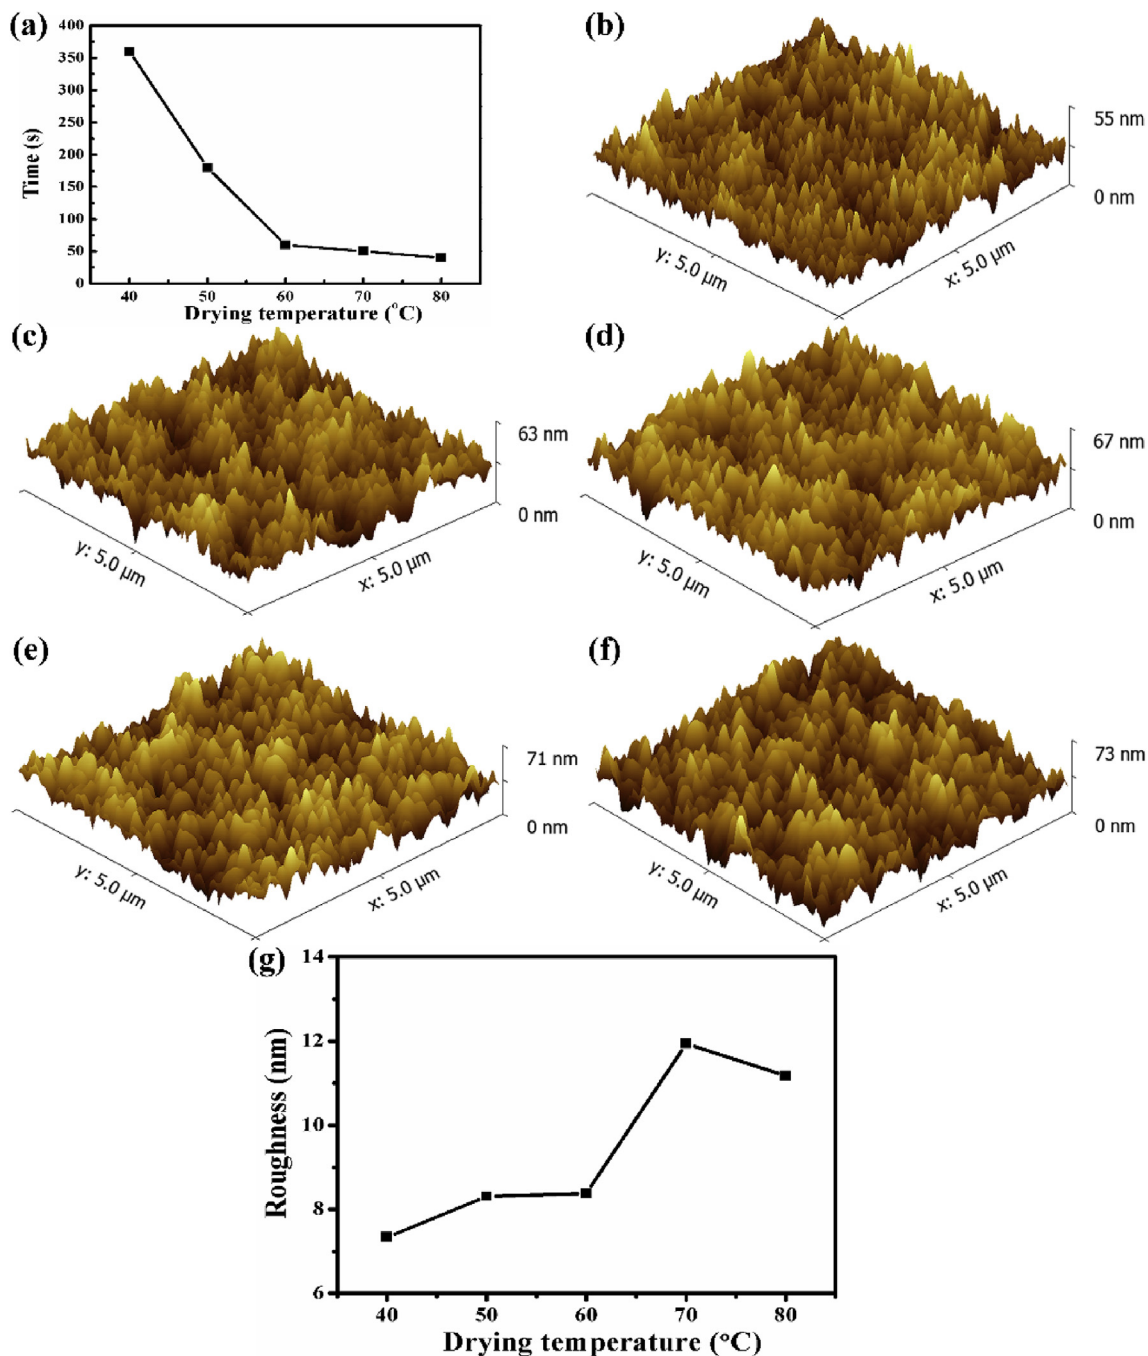 (a)
400
350
300
250
200
150
100
50
0
Time (s)
40 50 60 70 80
Drying temperature (°C)
(b)
55 nm
0 nm
y: 5.0 µm
x: 5.0 µm
(c)
63 nm
0 nm
y: 5.0 µm
x: 5.0 µm
(d)
67 nm
0 nm
y: 5.0 µm
x: 5.0 µm
(e)
71 nm
0 nm
y: 5.0 µm
x: 5.0 µm
(f)
73 nm
0 nm
y: 5.0 µm
x: 5.0 µm
(g)
14
12
10
8
6
Roughness (nm)
40 50 60 70 80
Drying temperature (°C)